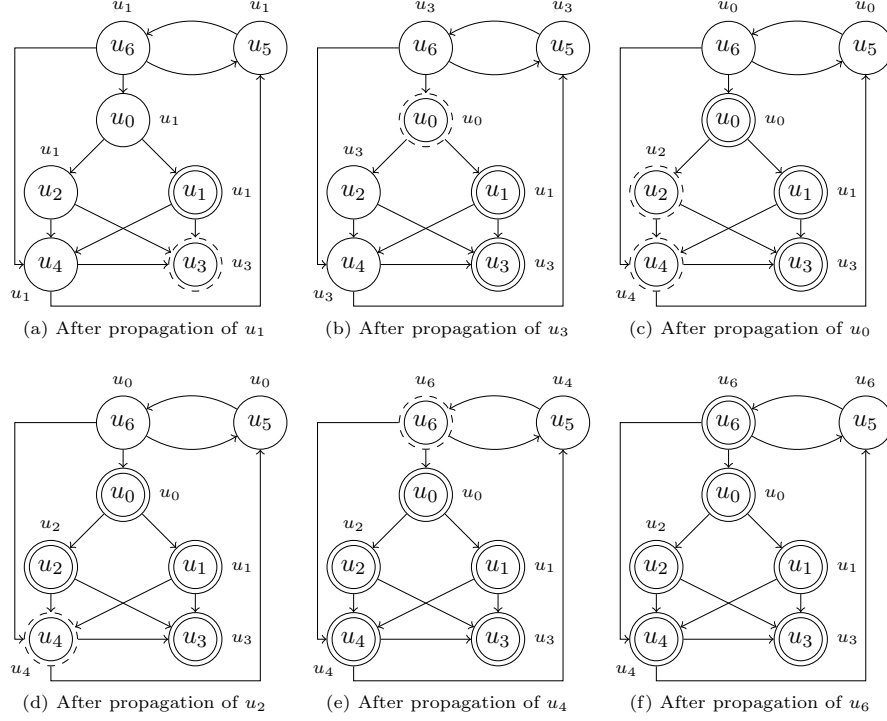 u1 u1 u3 u3 u0 u0
u6 u5 u6 u5 u6 u5
u0 u1 u0 u0 u0 u0
u1 u3 u2
u2 u1 u1 u2 u1 u1 u2 u1 u1
u4 u3 u3 u4 u3 u3 u4 u3 u3
u1 u3 u4
(a) After propagation of u1 (b) After propagation of u3 (c) After propagation of u0
u0 u0 u6 u4 u6 u6
u6 u5 u6 u5 u6 u5
u0 u0 u0 u0 u0 u0
u2 u2 u2
u2 u1 u1 u2 u1 u1 u2 u1 u1
u4 u3 u3 u4 u3 u3 u4 u3 u3
u4 u4 u4
(d) After propagation of u2 (e) After propagation of u4 (f) After propagation of u6